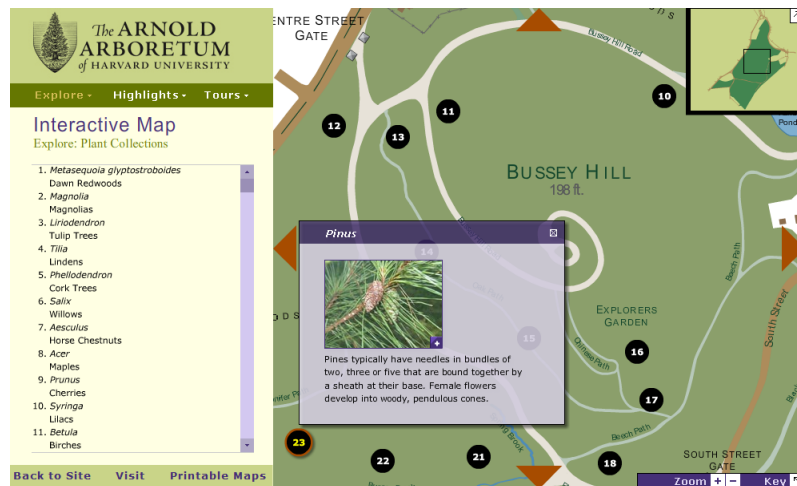 The ARNOLD
ARBORETUM
of HARVARD UNIVERSITY
Explore
Highlights
Tours
Interactive Map
Explore: Plant Collections
1. Metasequoia glyptostroboides
Dawn Redwoods
2. Magnolia
Magnolias
3. Liriodendron
Tulip Trees
4. Tilia
Lindens
5. Phellodendron
Cork Trees
6. Salix
Willows
7. Aesculus
Horse Chestnuts
8. Acer
Maples
9. Prunus
Cherries
10. Syringa
Lilacs
11. Betula
Birches
Back to Site
Visit
Printable Maps
ENTRE STREET
GATE
Bussey Hill Road
Pond
10
11
12
13
BUSSEY HILL
198 ft.
Pinus
14
15
Pines typically have needles in bundles of
two, three or five that are bound together by
a sheath at their base. Female flowers
develop into woody, pendulous cones.
Beech Path
South Street
EXPLORERS
GARDEN
Chinese Path
16
17
Beech Path
18
21
22
23
Brook
SOUTH STREET
GATE
Zoom + −
Key